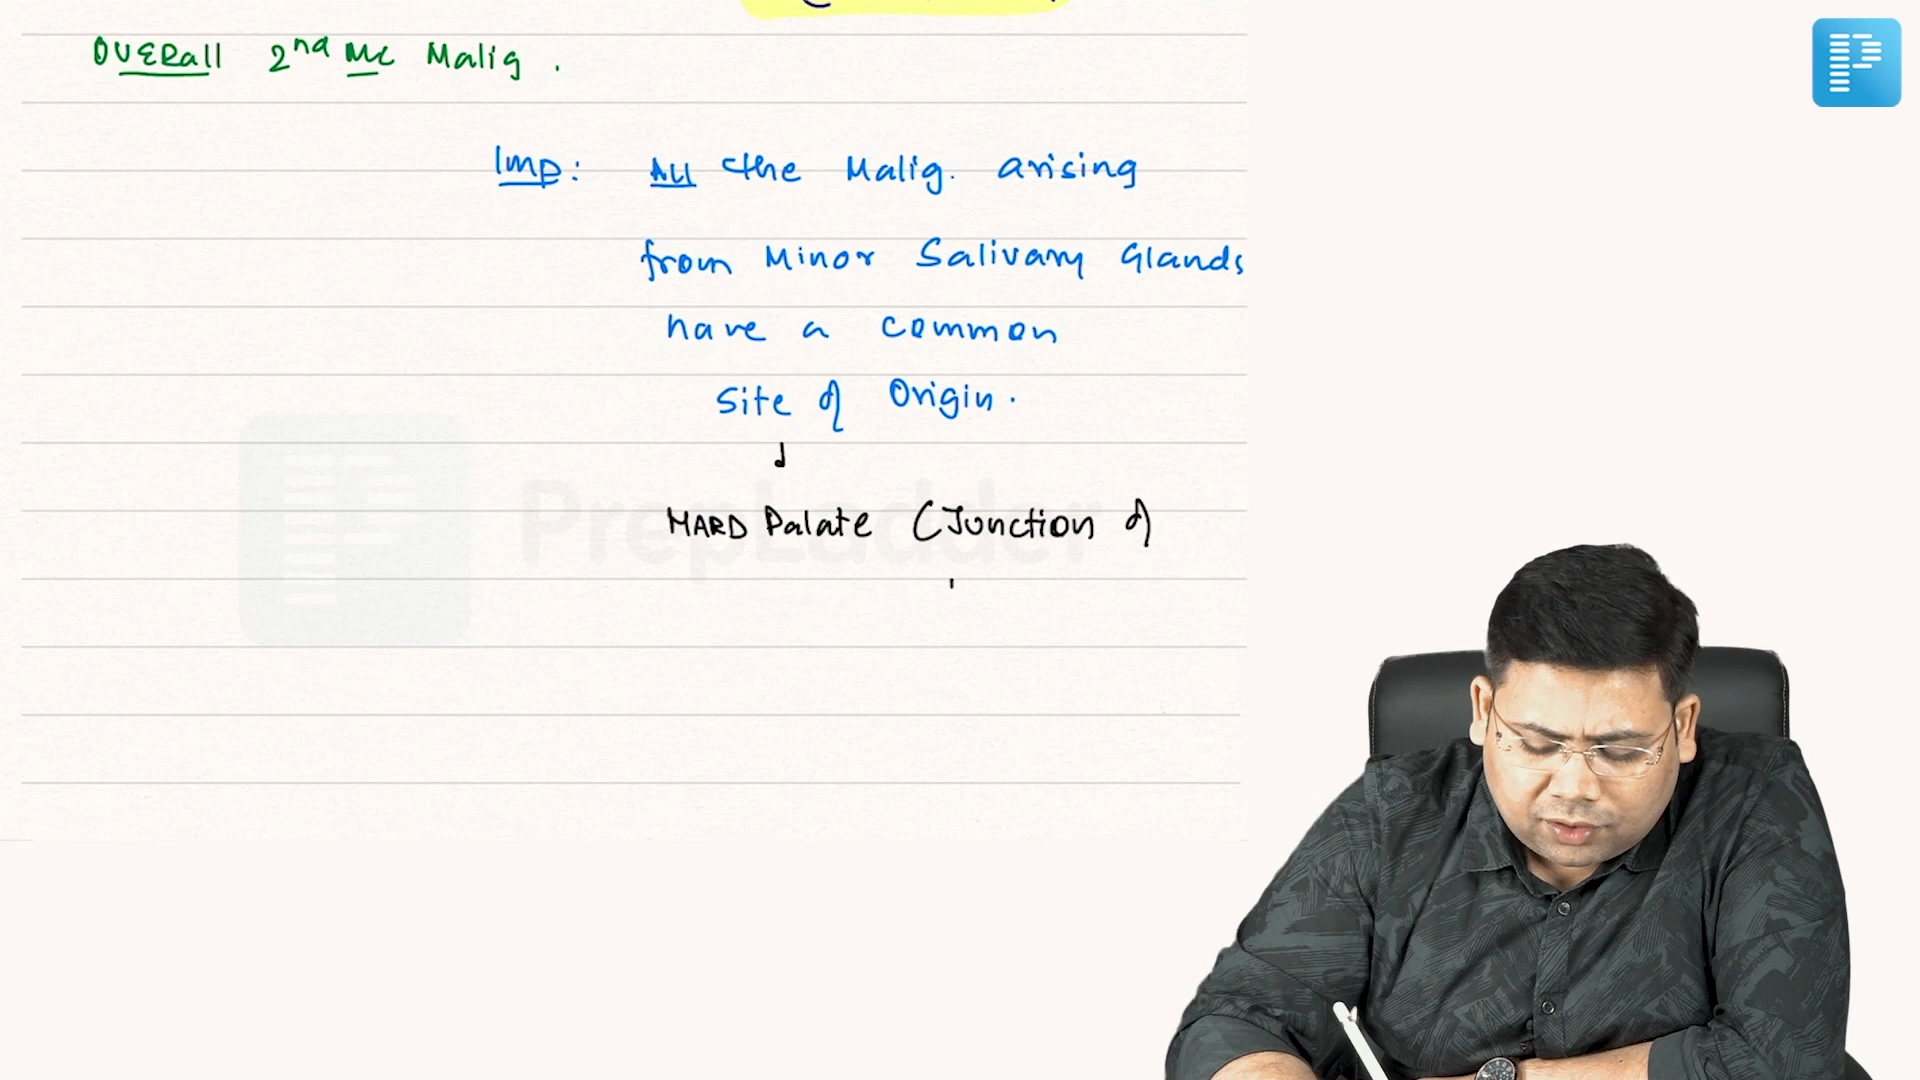 OVERall 2nd Mc Malig .
Imp: All the Malig. arising
from Minor Salivary Glands
have a common
Site of Origin.
HARD Palate (Junction of
PrepLadder